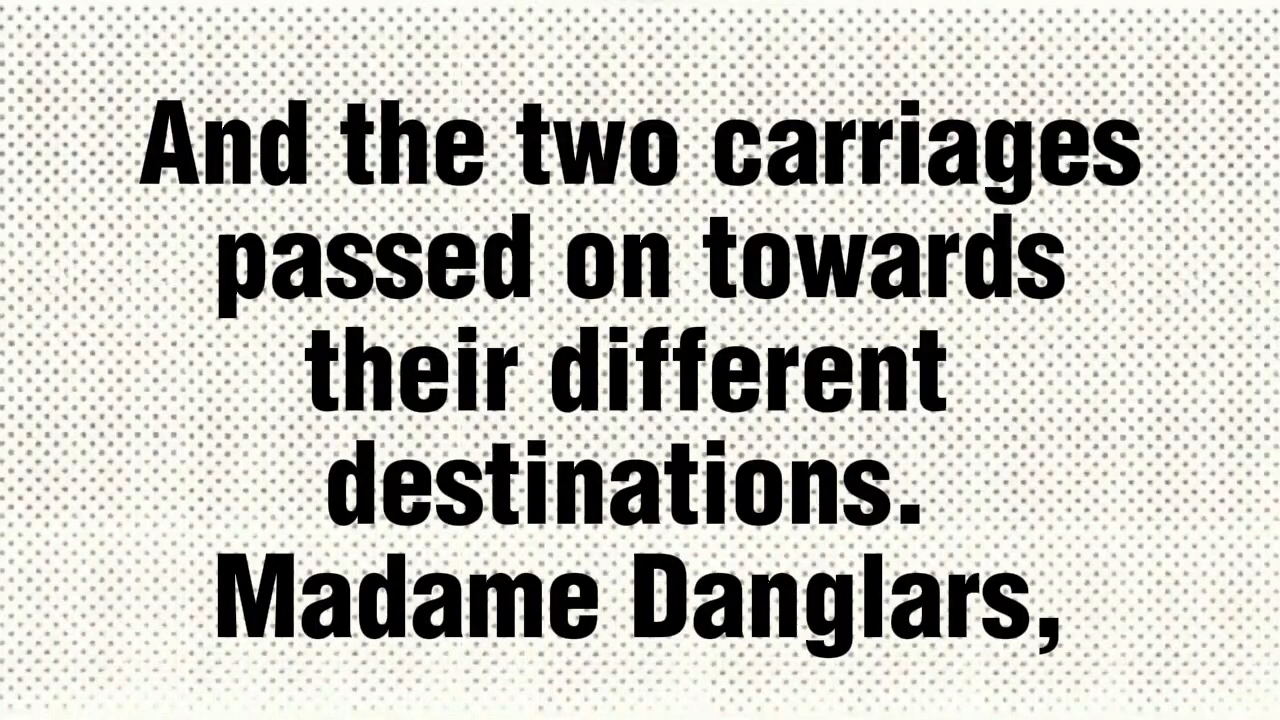 And the two carriages
passed on towards
their different
destinations.
Madame Danglars,